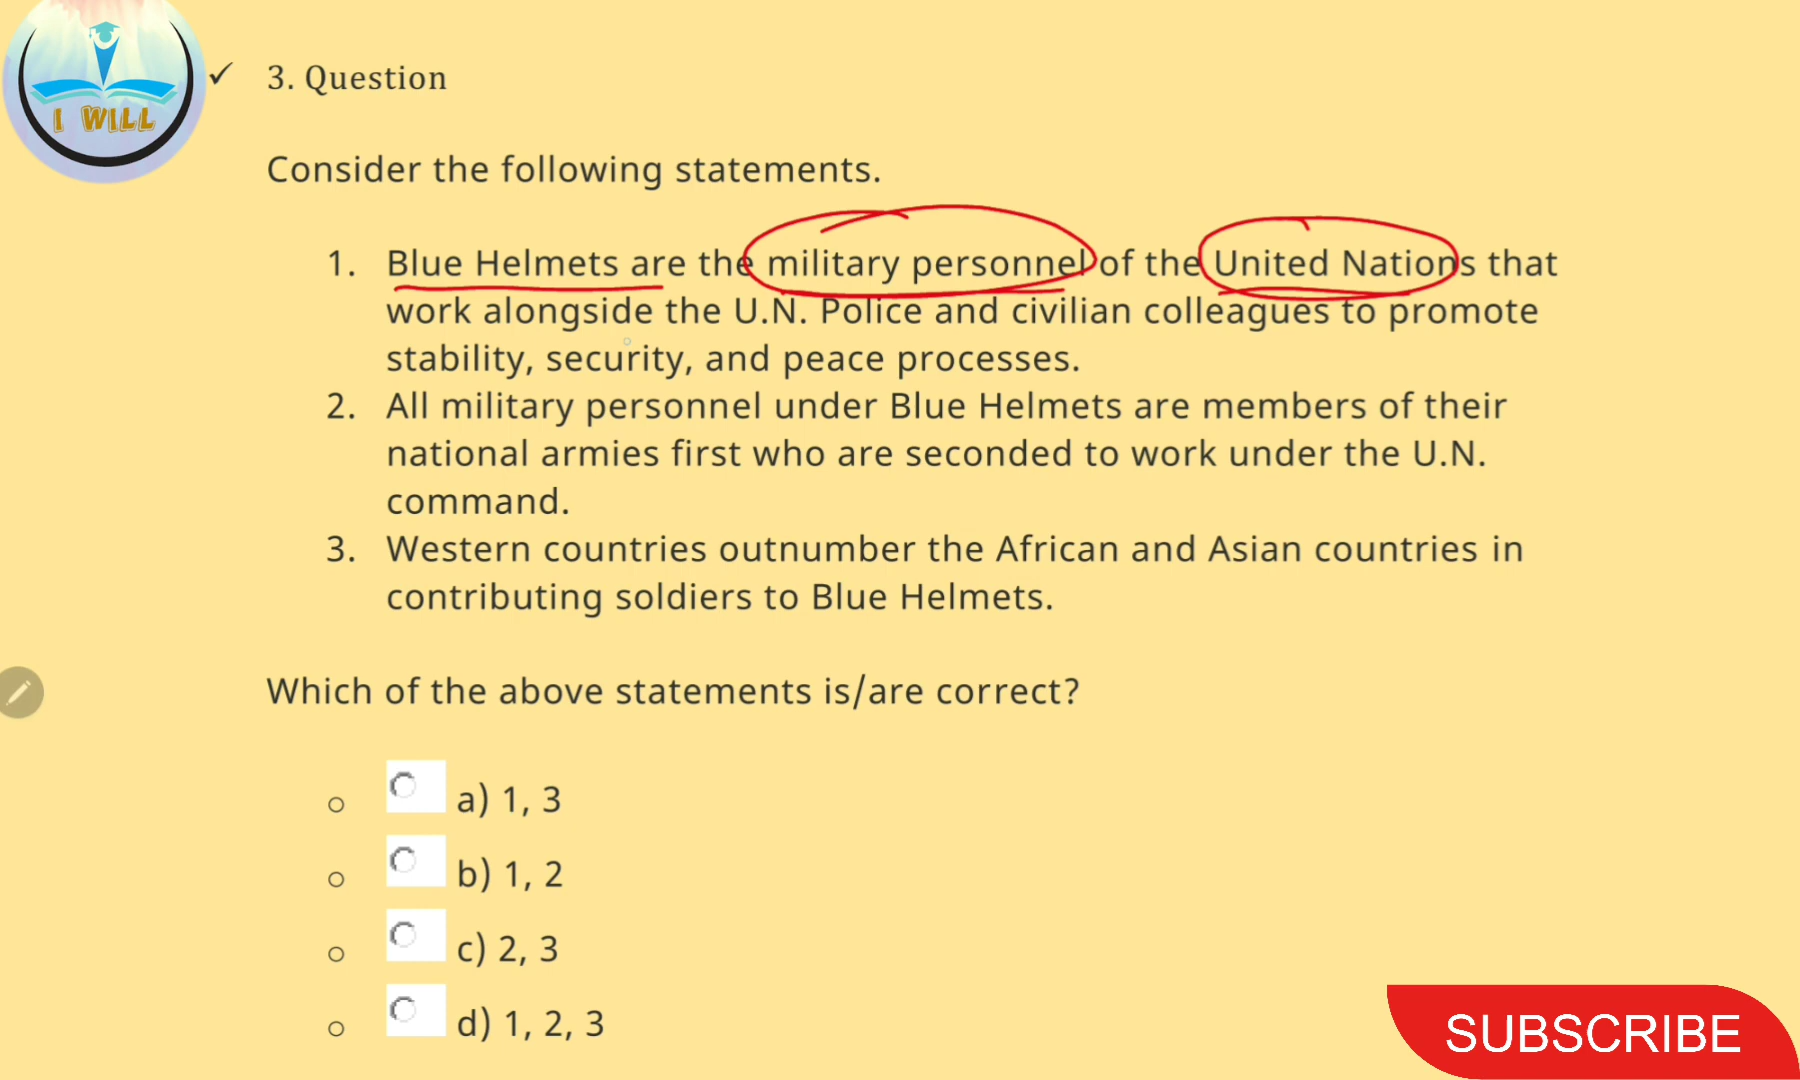 I WILL
✓ 3. Question
Consider the following statements.
1. Blue Helmets are the military personnel of the United Nations that
work alongside the U.N. Police and civilian colleagues to promote
stability, security, and peace processes.
2. All military personnel under Blue Helmets are members of their
national armies first who are seconded to work under the U.N.
command.
3. Western countries outnumber the African and Asian countries in
contributing soldiers to Blue Helmets.
Which of the above statements is/are correct?
a) 1, 3
b) 1, 2
c) 2, 3
d) 1, 2, 3
SUBSCRIBE